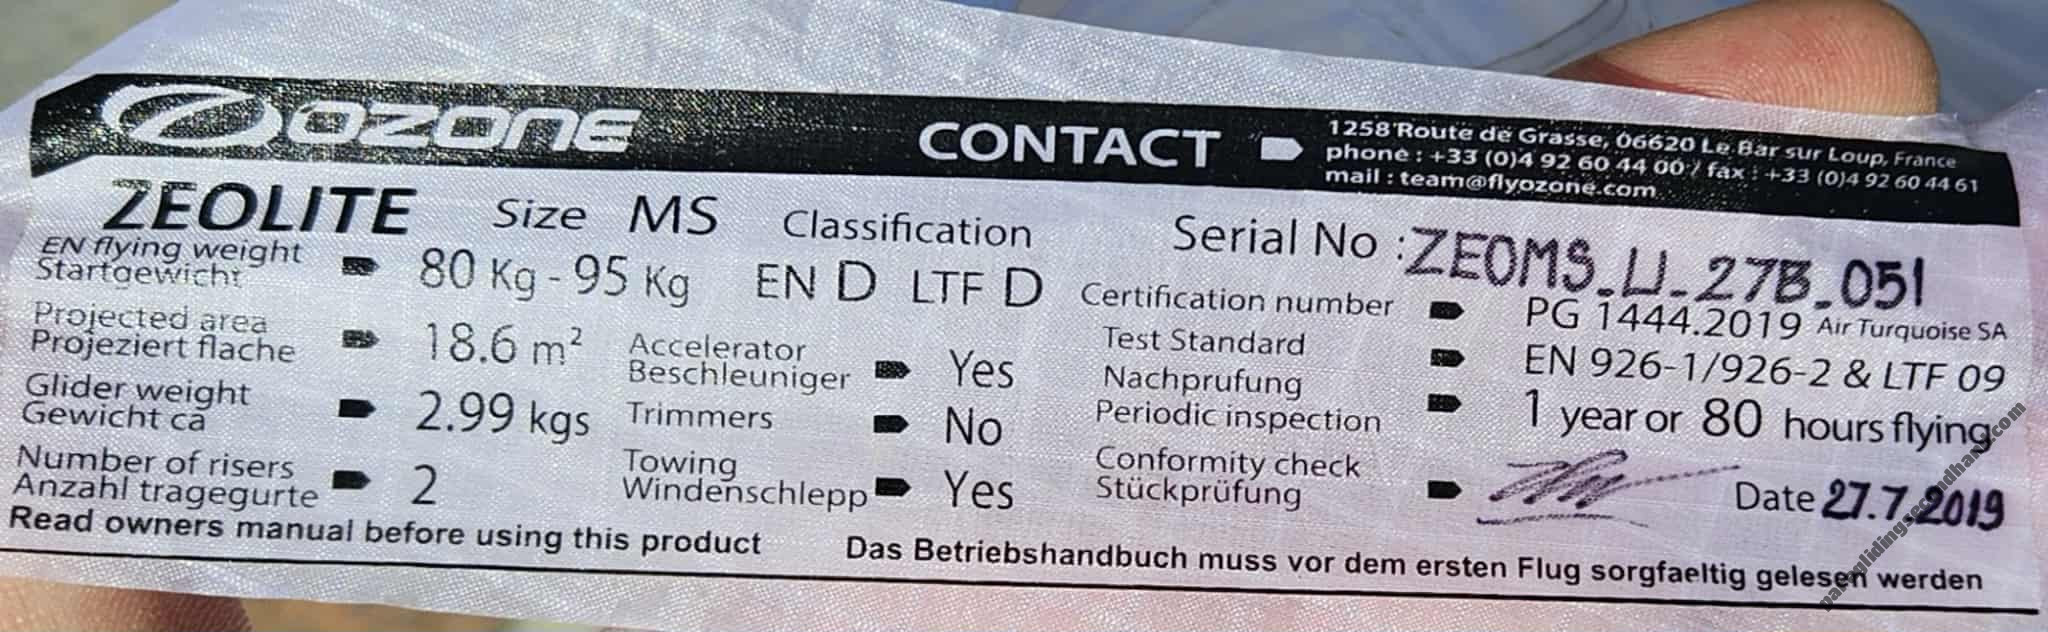 OZONE
CONTACT
1258 Route de Grasse, 06620 Le Bar sur Loup, France
phone : +33 (0)4 92 60 44 00 / fax : +33 (0)4 92 60 44 61
mail : team@flyozone.com
ZEOLITE Size MS Classification
EN D LTF D
Serial No : ZEOMS_U_27B_051
EN flying weight
Startgewicht
80 Kg - 95 Kg
Projected area
Projeziert flache
18.6 m²
Glider weight
Gewicht ca
2.99 kgs
Number of risers
Anzahl tragegurte
2
Accelerator
Beschleuniger
Yes
Trimmers
No
Towing
Windenschlepp
Yes
Certification number
PG 1444.2019 Air Turquoise SA
Test Standard
EN 926-1/926-2 & LTF 09
Nachprufung
Periodic inspection
1 year or 80 hours flying
Conformity check
Stückprüfung
Date 27.7.2019
Read owners manual before using this product
Das Betriebshandbuch muss vor dem ersten Flug sorgfaeltig gelesen werden
paraglidingsecondhand.com